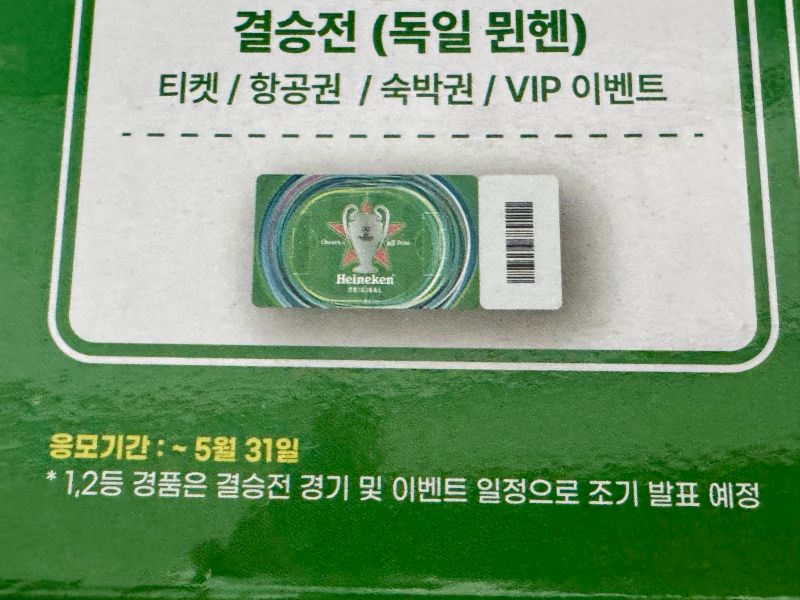 결승전 (독일 뮌헨)
티켓 / 항공권 / 숙박권 / VIP 이벤트
Heineken
ORIGINAL
응모기간 : ~ 5월 31일
* 1,2등 경품은 결승전 경기 및 이벤트 일정으로 조기 발표 예정